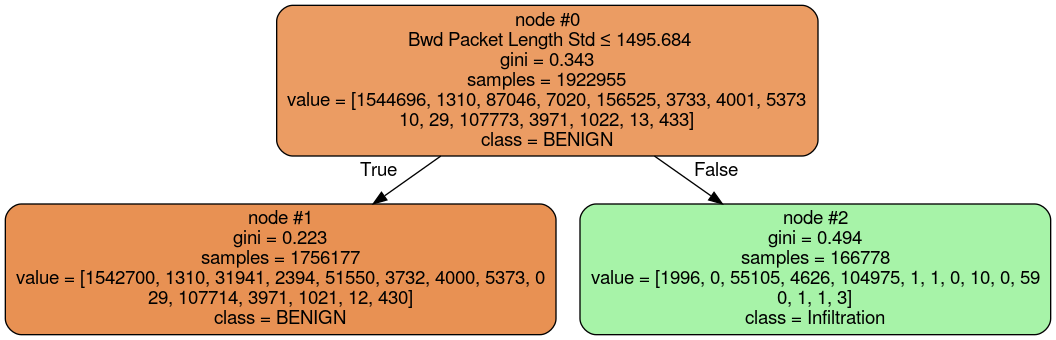 node #0
Bwd Packet Length Std ≤ 1495.684
gini = 0.343
samples = 1922955
value = [1544696, 1310, 87046, 7020, 156525, 3733, 4001, 5373
10, 29, 107773, 3971, 1022, 13, 433]
class = BENIGN
True
False
node #1
gini = 0.223
samples = 1756177
value = [1542700, 1310, 31941, 2394, 51550, 3732, 4000, 5373, 0
29, 107714, 3971, 1021, 12, 430]
class = BENIGN
node #2
gini = 0.494
samples = 166778
value = [1996, 0, 55105, 4626, 104975, 1, 1, 0, 10, 0, 59
0, 1, 1, 3]
class = Infiltration